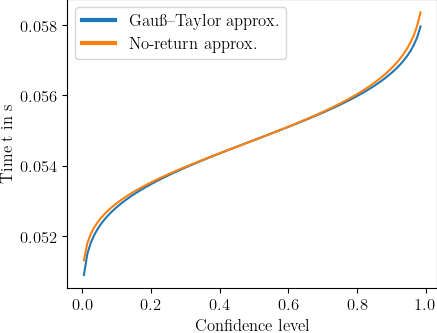 Gauß–Taylor approx.
No-return approx.
0.058
0.056
0.054
0.052
Time t in s
0.0 0.2 0.4 0.6 0.8 1.0
Confidence level